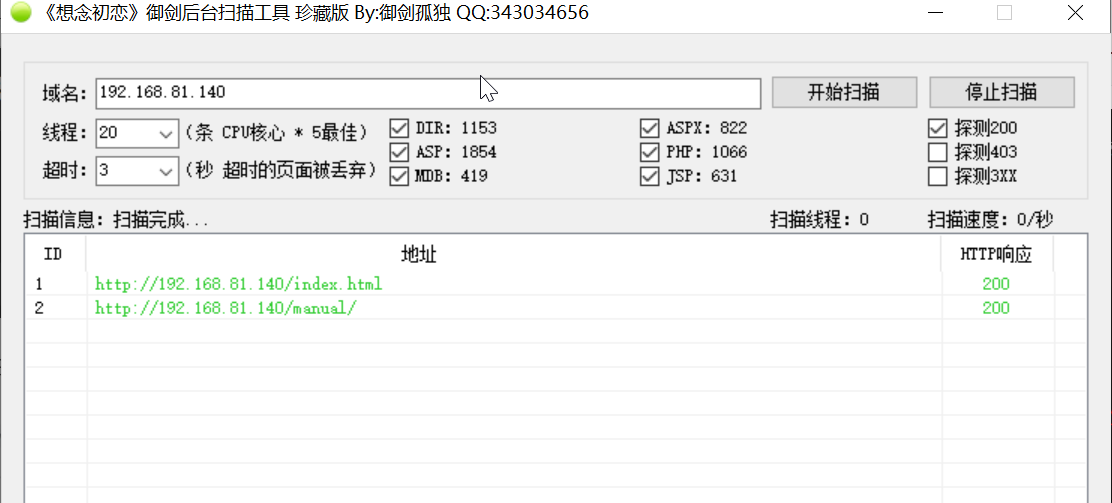 《想念初恋》御剑后台扫描工具 珍藏版 By:御剑孤独 QQ:343034656
域名: 192.168.81.140 开始扫描 停止扫描
线程: 20 (条 CPU核心 * 5最佳) DIR: 1153 ASPX: 822 探测200
ASP: 1854 PHP: 1066 探测403
超时: 3 (秒 超时的页面被丢弃) MDB: 419 JSP: 631 探测3XX
扫描信息: 扫描完成... 扫描线程: 0 扫描速度: 0/秒
ID 地址 HTTP响应
1 http://192.168.81.140/index.html 200
2 http://192.168.81.140/manual/ 200